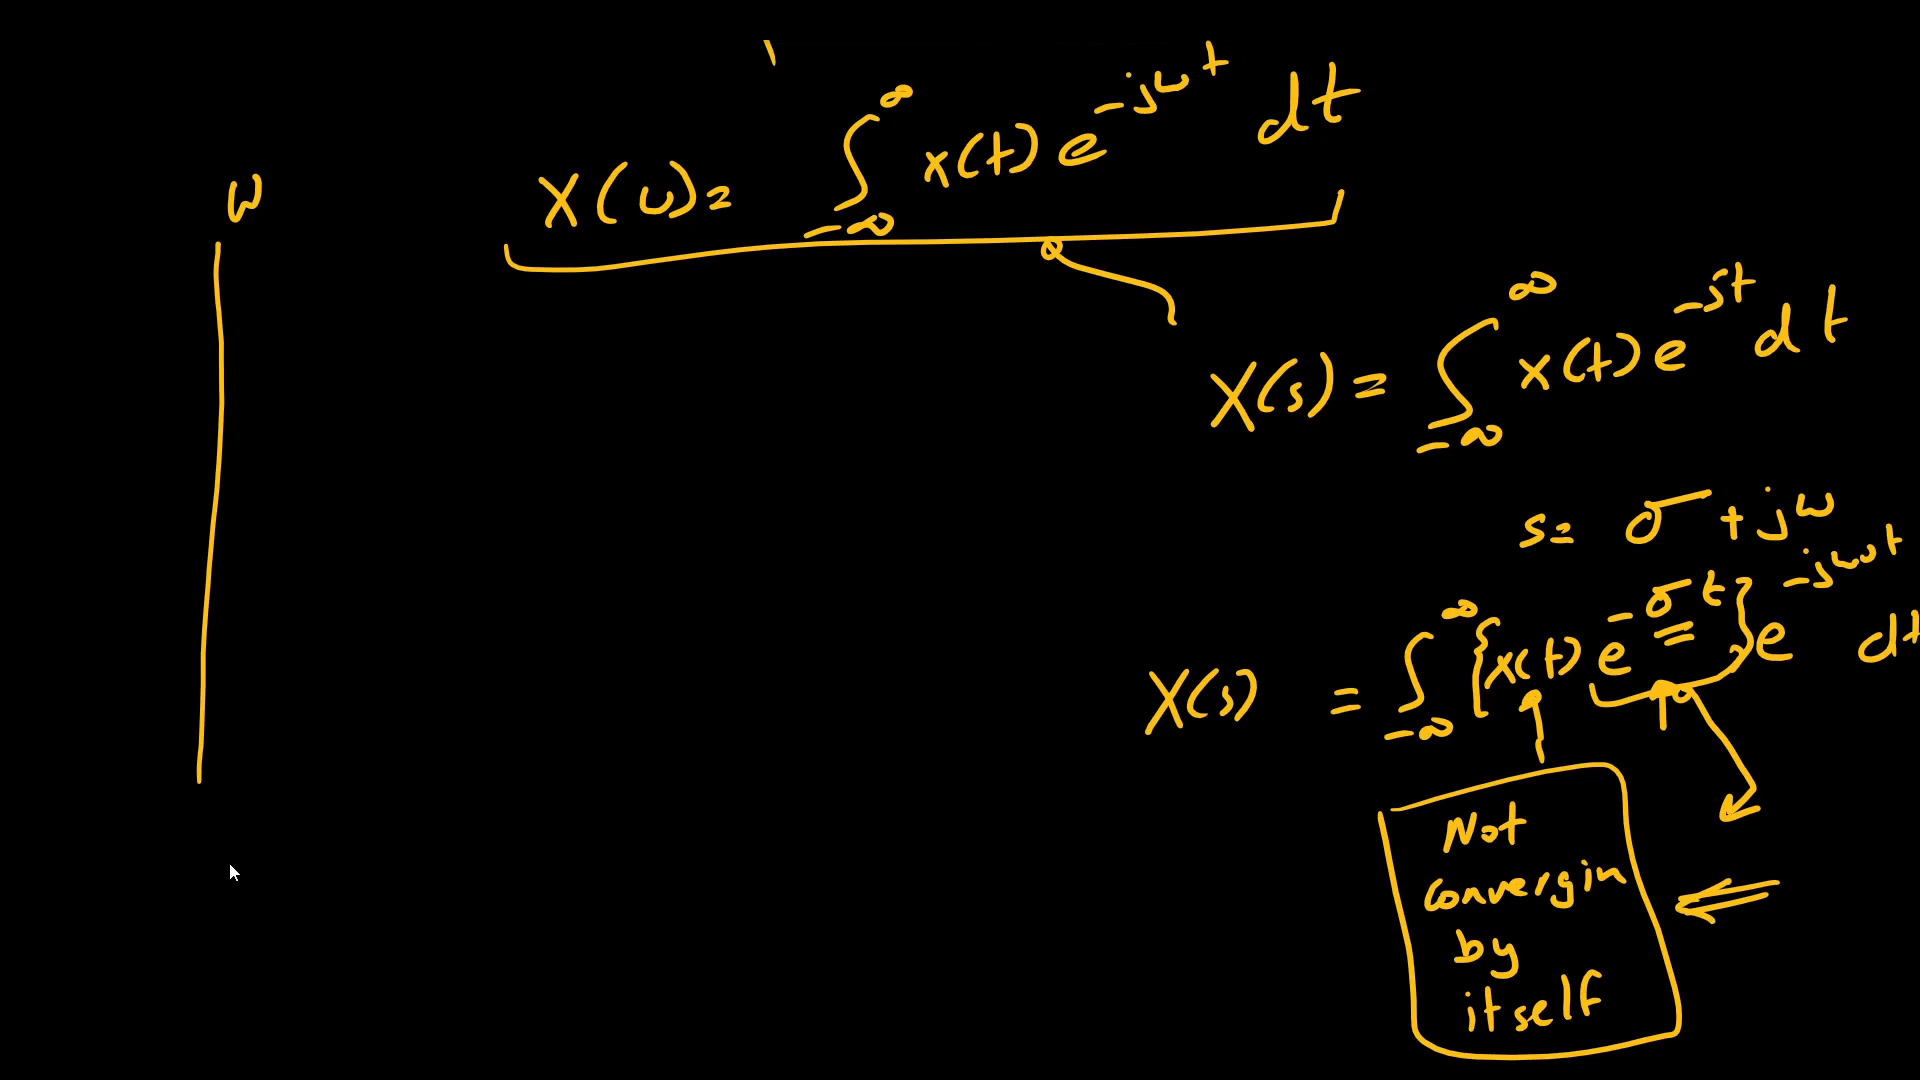 ω
X(ω)= ∫_{-∞}^{∞} x(t) e^{-jωt} dt
X(s) = ∫_{-∞}^{∞} x(t) e^{-st} dt
s= σ + jω
X(s) = ∫_{-∞}^{∞} {x(t) e^{-σt}} e^{-jωt} dt
Not
convergin
by
itself